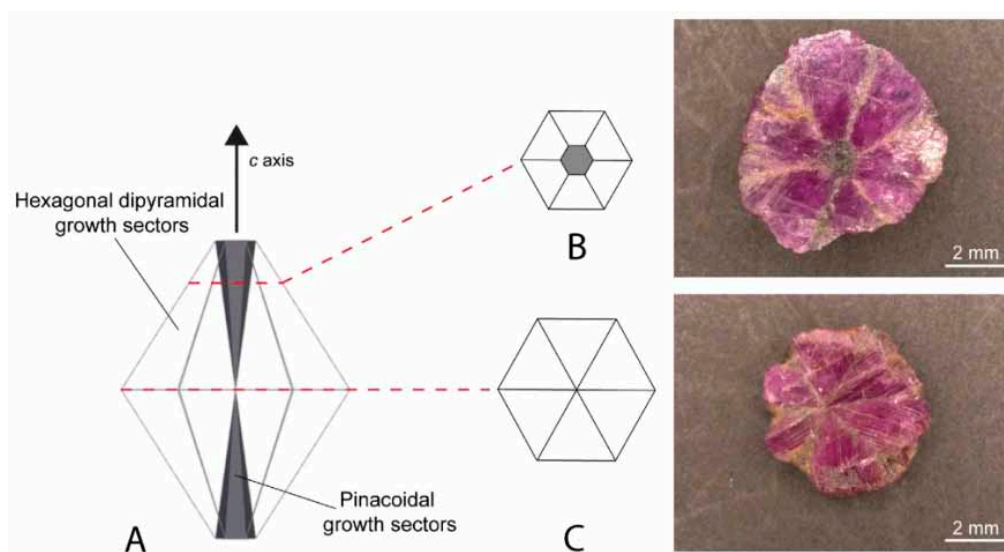 c axis
Hexagonal dipyramidal
growth sectors
Pinacoidal
growth sectors
A
B
C
2 mm
2 mm